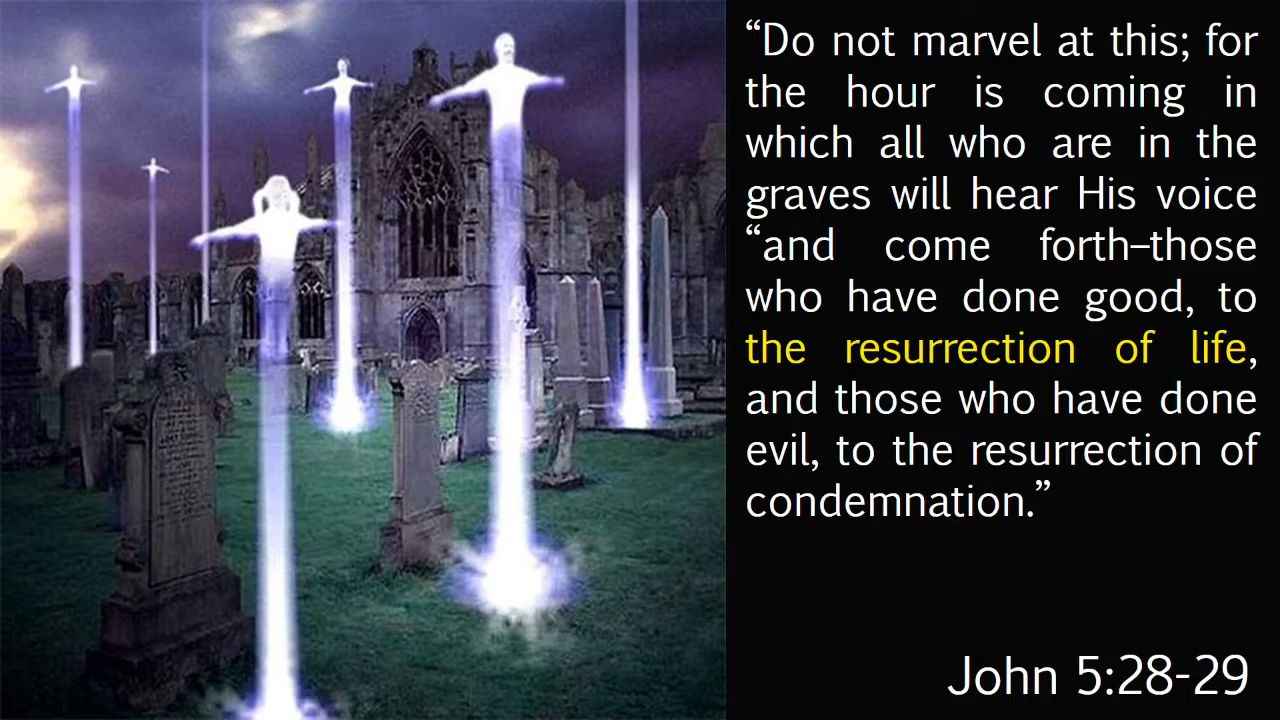 “Do not marvel at this; for
the hour is coming in
which all who are in the
graves will hear His voice
“and come forth–those
who have done good, to
the resurrection of life,
and those who have done
evil, to the resurrection of
condemnation.”
John 5:28-29